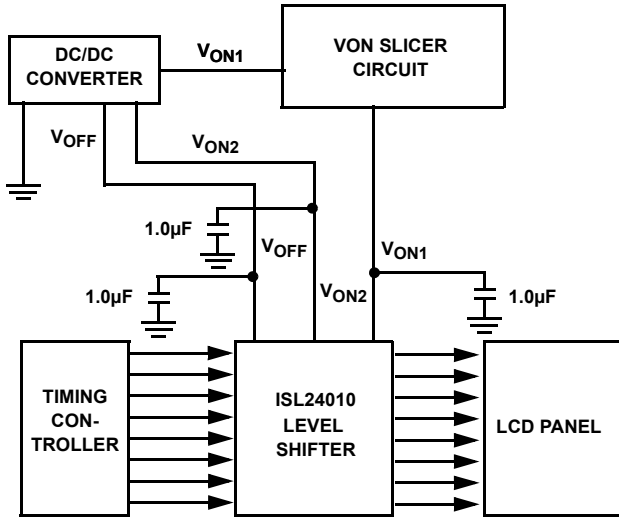 DC/DC
CONVERTER
VON1
VON SLICER
CIRCUIT
VOFF
VON2
1.0µF
VOFF
VON1
1.0µF
VON2
1.0µF
TIMING
CON-
TROLLER
ISL24010
LEVEL
SHIFTER
LCD PANEL